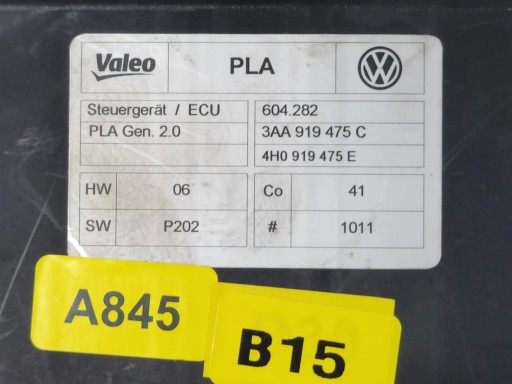 Valeo PLA
Steuergerät / ECU 604.282
PLA Gen. 2.0 3AA 919 475 C
4H0 919 475 E
HW 06 Co 41
SW P202 # 1011
A845
B15